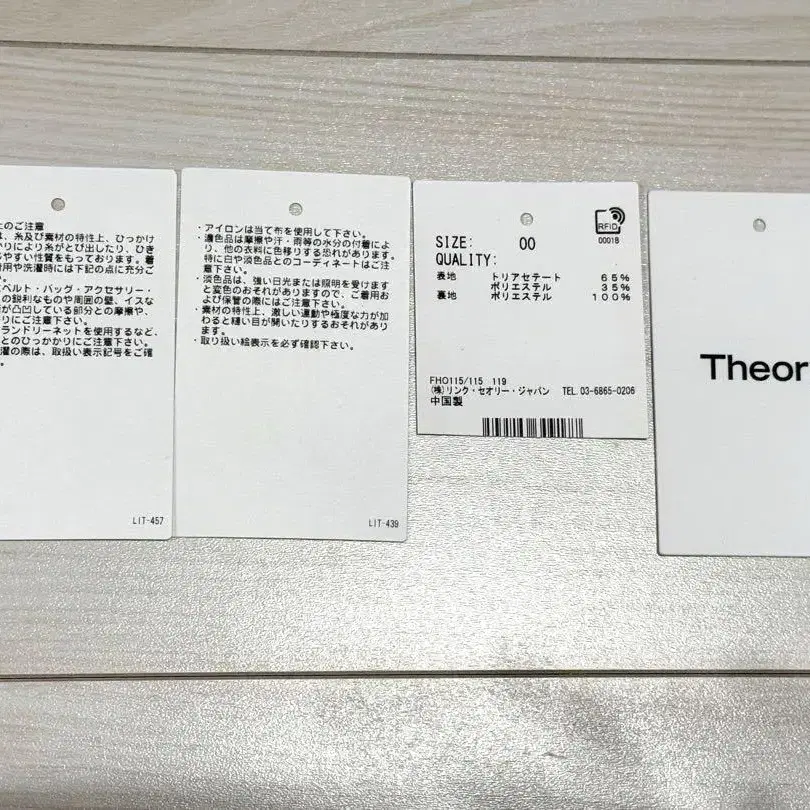 上のご注意
は、糸及び素材の特性上、ひっかけ
かりにより糸がとび出したり、ひき
やすい性質をもっております。着
用や洗濯時には下記の点に充分ご
い。
ベルト・バッグ・アクセサリー・
の鋭利なものや周囲の壁、イスな
が凸凹している部分との摩擦や、
りにご注意下さい。
ランドリーネットを使用するなど、
とのひっかかりにご注意下さい。
濯の際は、取扱い表示記号をご確
。
LIT-457
・アイロンは当て布を使用して下さい。
・濃色品は摩擦や汗・雨等の水分の付着によ
り、他の衣料に色移りする恐れがあります。
特に白や淡色品とのコーディネートはご注
意下さい。
・淡色品は、強い日光または照明を受けます
と変色のおそれがありますので、ご着用お
よび保管の際にはご注意下さい。
・素材の特性上、激しい運動や極度な力が加
わると縫い目が開いたりするおそれがあり
ます。
・取り扱い絵表示を必ず確認下さい。
LIT-439
RFID
00018
SIZE: 00
QUALITY:
表地 トリアセテート 65%
ポリエステル 35%
裏地 ポリエステル 100%
FHO115/115 119
(株)リンク・セオリー・ジャパン TEL.03-6865-0206
中国製
Theor